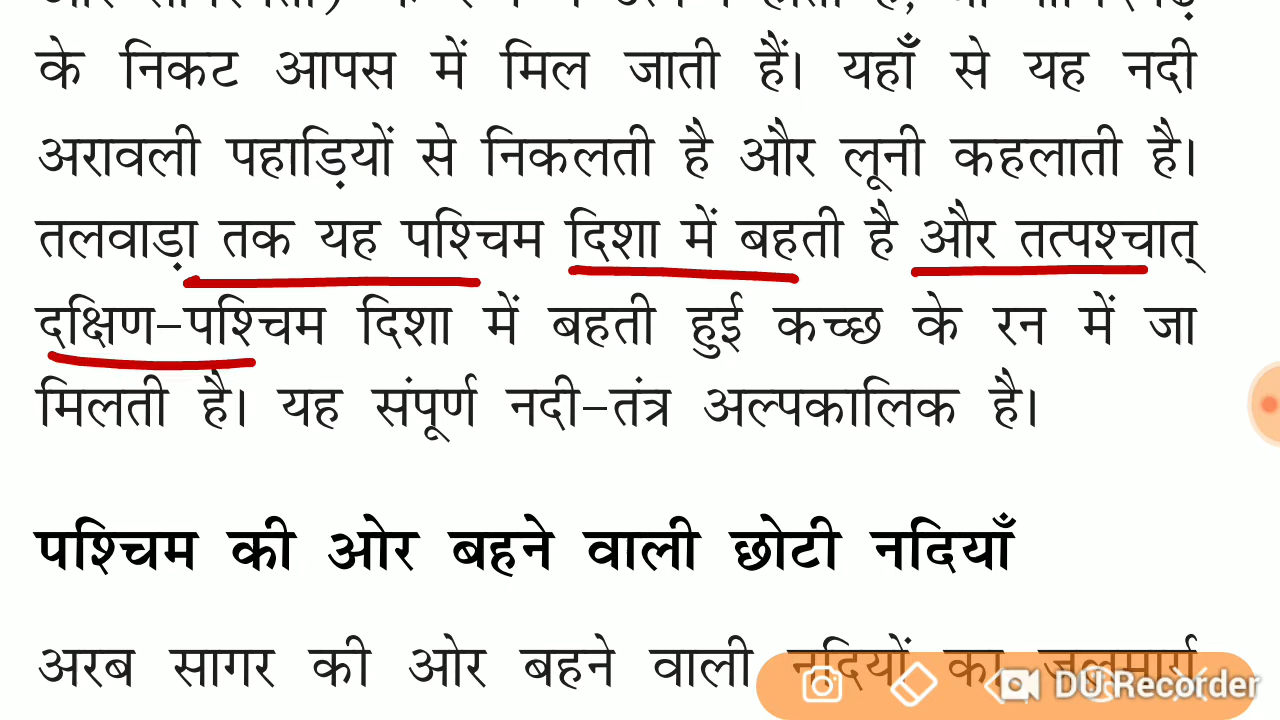 के निकट आपस में मिल जाती हैं। यहाँ से यह नदी
अरावली पहाड़ियों से निकलती है और लूनी कहलाती है।
तलवाड़ा तक यह पश्चिम दिशा में बहती है और तत्पश्चात्
दक्षिण-पश्चिम दिशा में बहती हुई कच्छ के रन में जा
मिलती है। यह संपूर्ण नदी-तंत्र अल्पकालिक है।
पश्चिम की ओर बहने वाली छोटी नदियाँ
अरब सागर की ओर बहने वाली नदियों का जलमार्ग
DU Recorder